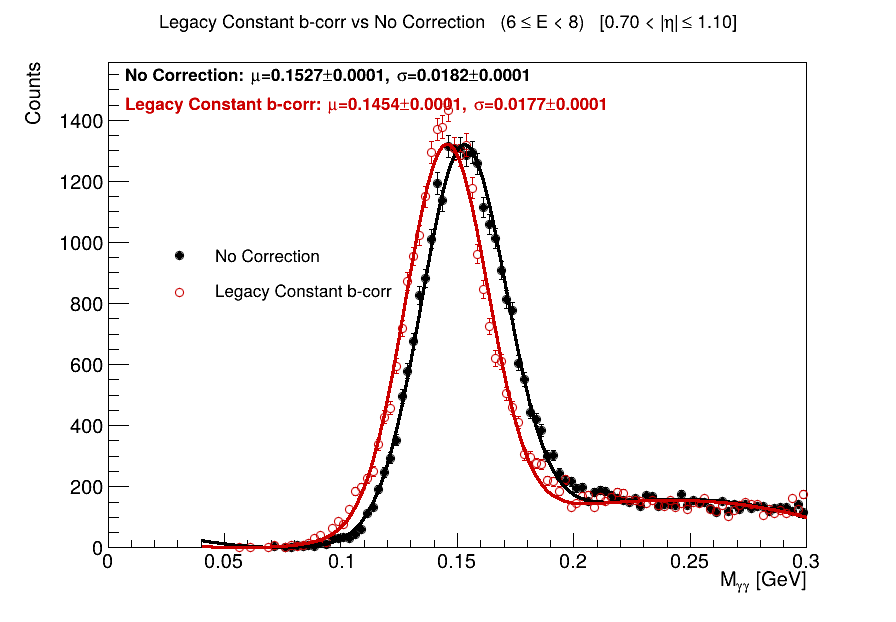 Legacy Constant b-corr vs No Correction (6 ≤ E < 8) [0.70 < |η| ≤ 1.10]
No Correction: μ=0.1527±0.0001, σ=0.0182±0.0001
Legacy Constant b-corr: μ=0.1454±0.0001, σ=0.0177±0.0001
Counts
1400
1200
1000
800
600
400
200
0
No Correction
Legacy Constant b-corr
0 0.05 0.1 0.15 0.2 0.25 0.3
Mγγ [GeV]